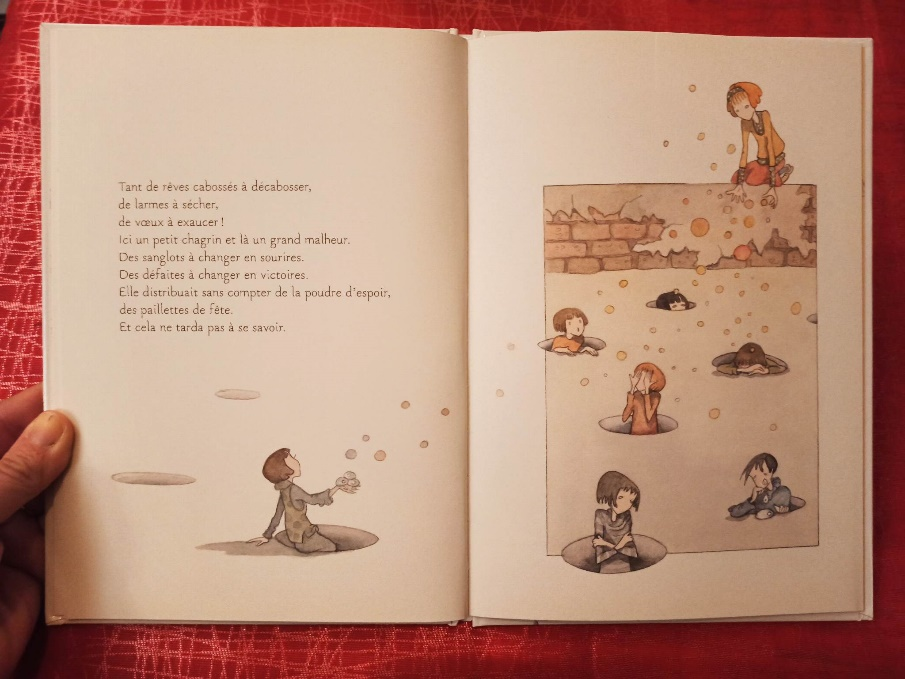 Tant de rêves cabossés à décabosser,
de larmes à sécher,
de vœux à exaucer !
Ici un petit chagrin et là un grand malheur.
Des sanglots à changer en sourires.
Des défaites à changer en victoires.
Elle distribuait sans compter de la poudre d'espoir,
des paillettes de fête.
Et cela ne tarda pas à se savoir.